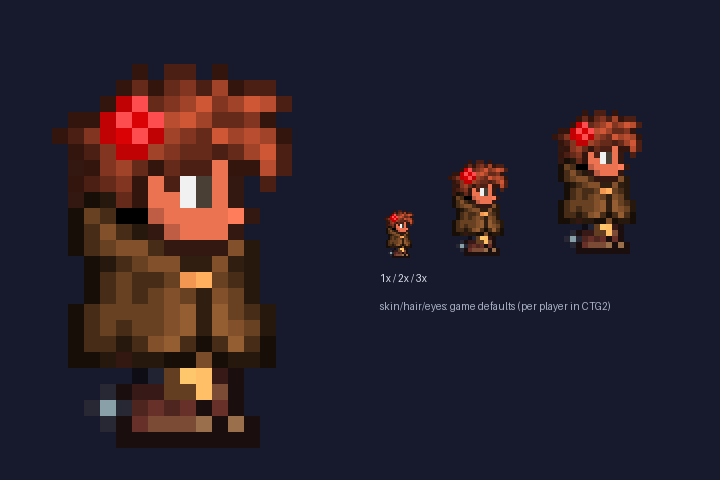 1x / 2x / 3x
skin/hair/eyes: game defaults (per player in CTG2)